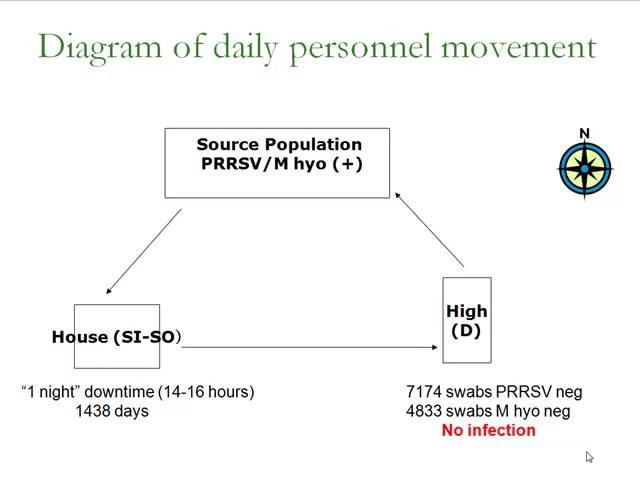 Diagram of daily personnel movement
N
Source Population
PRRSV/M hyo (+)
High
(D)
House (SI-SO)
“1 night” downtime (14-16 hours)
1438 days
7174 swabs PRRSV neg
4833 swabs M hyo neg
No infection